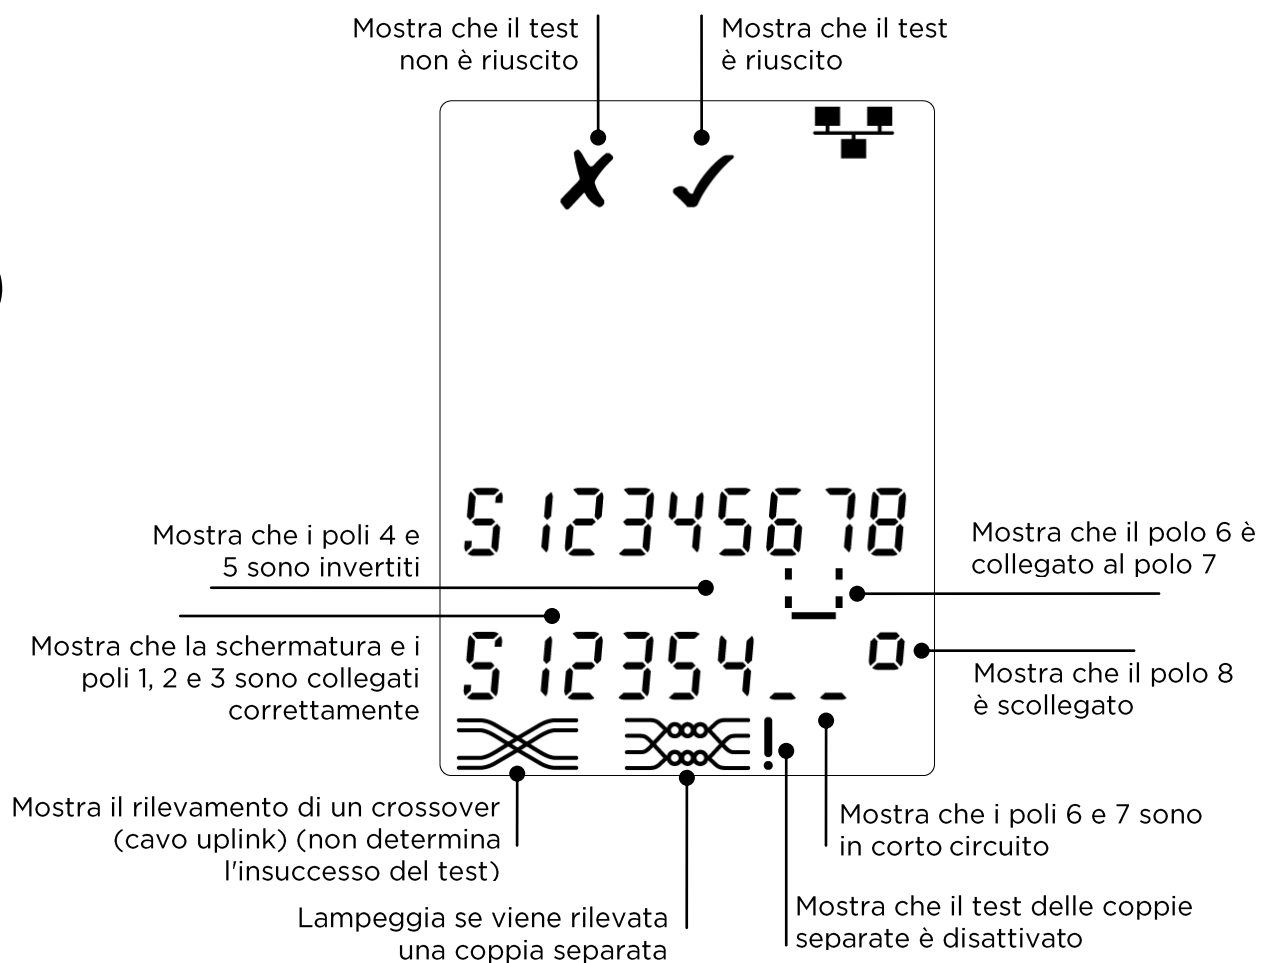 Mostra che il test
non è riuscito
Mostra che il test
è riuscito
S12345678
Mostra che i poli 4 e
5 sono invertiti
Mostra che il polo 6 è
collegato al polo 7
Mostra che la schermatura e i
poli 1, 2 e 3 sono collegati
correttamente
S12354_ _ o
Mostra che il polo 8
è scollegato
!
Mostra il rilevamento di un crossover
(cavo uplink) (non determina
l'insuccesso del test)
Mostra che i poli 6 e 7 sono
in corto circuito
Lampeggia se viene rilevata
una coppia separata
Mostra che il test delle coppie
separate è disattivato